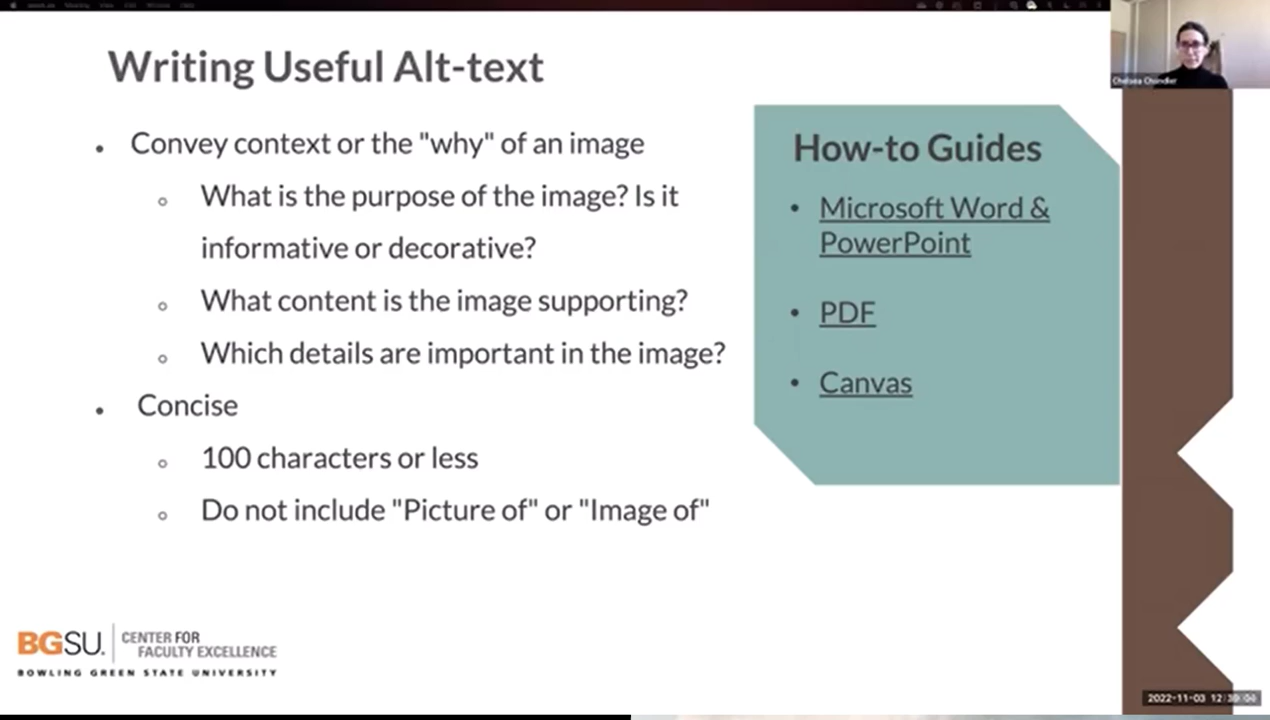 Writing Useful Alt-text
• Convey context or the "why" of an image
◦ What is the purpose of the image? Is it
informative or decorative?
◦ What content is the image supporting?
◦ Which details are important in the image?
• Concise
◦ 100 characters or less
◦ Do not include "Picture of" or "Image of"
How-to Guides
• Microsoft Word &
PowerPoint
• PDF
• Canvas
Chelsea Chandler
BGSU. CENTER FOR
FACULTY EXCELLENCE
BOWLING GREEN STATE UNIVERSITY